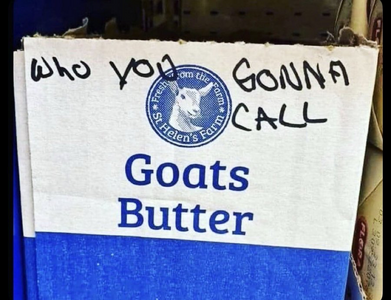 WHO YOU GONNA
CALL
Fresh from the Farm
St Helen's Farm
Goats
Butter